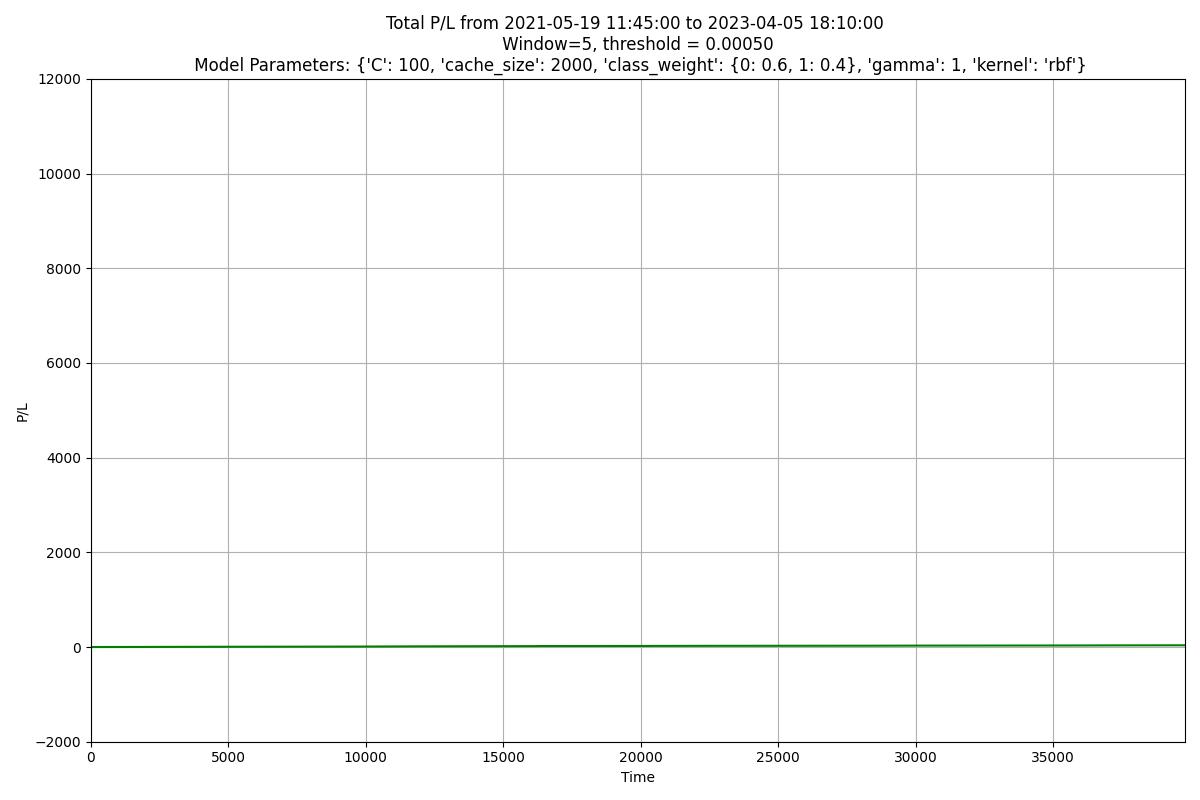 Total P/L from 2021-05-19 11:45:00 to 2023-04-05 18:10:00
Window=5, threshold = 0.00050
Model Parameters: {'C': 100, 'cache_size': 2000, 'class_weight': {0: 0.6, 1: 0.4}, 'gamma': 1, 'kernel': 'rbf'}
12000
10000
8000
6000
4000
2000
0
−2000
P/L
0 5000 10000 15000 20000 25000 30000 35000
Time